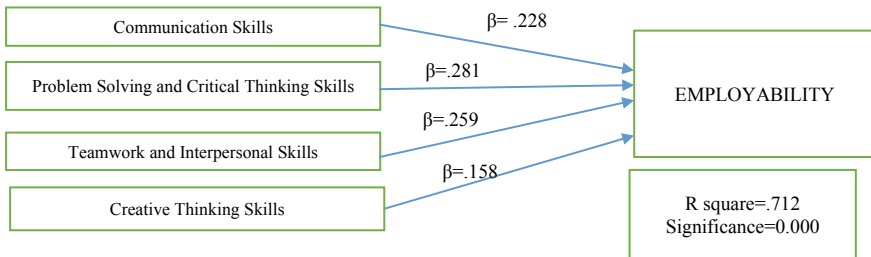 Communication Skills
β= .228
Problem Solving and Critical Thinking Skills
β=.281
EMPLOYABILITY
β=.259
Teamwork and Interpersonal Skills
β=.158
Creative Thinking Skills
R square=.712
Significance=0.000